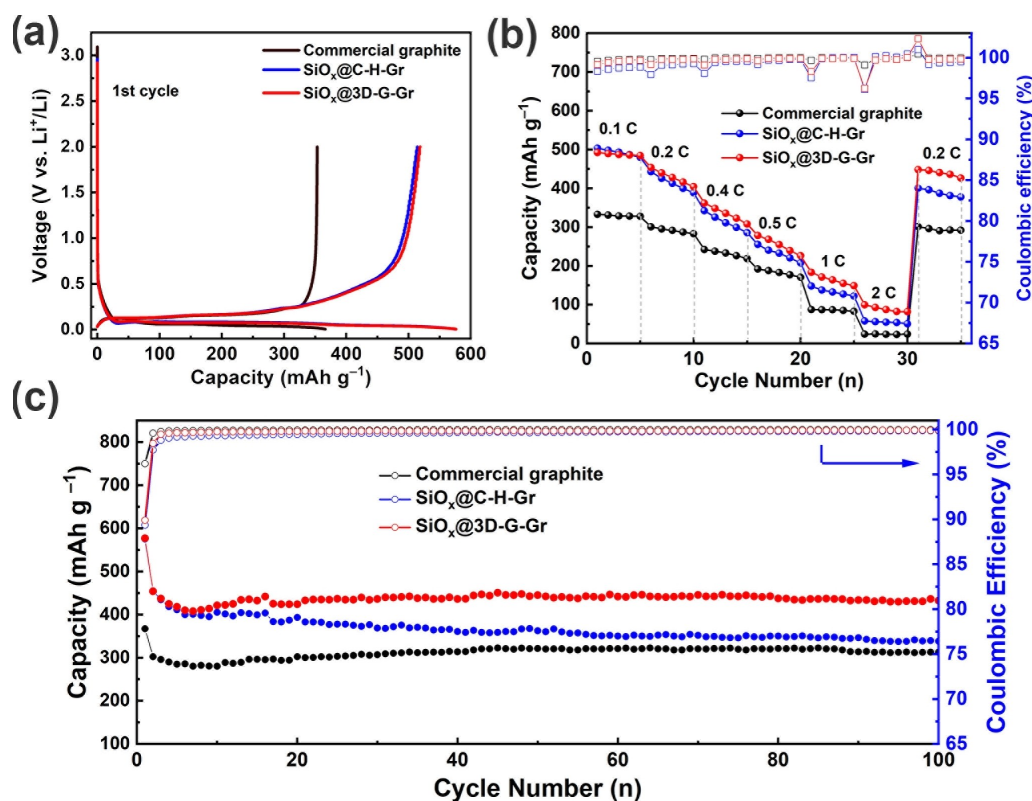 (a)
Voltage (V vs. Li⁺/Li)
3.0
2.5
2.0
1.5
1.0
0.5
0.0
1st cycle
Commercial graphite
SiOₓ@C-H-Gr
SiOₓ@3D-G-Gr
0 100 200 300 400 500 600
Capacity (mAh g⁻¹)
(b)
Capacity (mAh g⁻¹)
800
700
600
500
400
300
200
100
0
Commercial graphite
SiOₓ@C-H-Gr
SiOₓ@3D-G-Gr
0.1 C
0.2 C
0.4 C
0.5 C
1 C
2 C
0.2 C
100
95
90
85
80
75
70
65
Coulombic efficiency (%)
0 10 20 30
Cycle Number (n)
(c)
Capacity (mAh g⁻¹)
800
700
600
500
400
300
200
100
Commercial graphite
SiOₓ@C-H-Gr
SiOₓ@3D-G-Gr
100
95
90
85
80
75
70
65
Coulombic Efficiency (%)
0 20 40 60 80 100
Cycle Number (n)